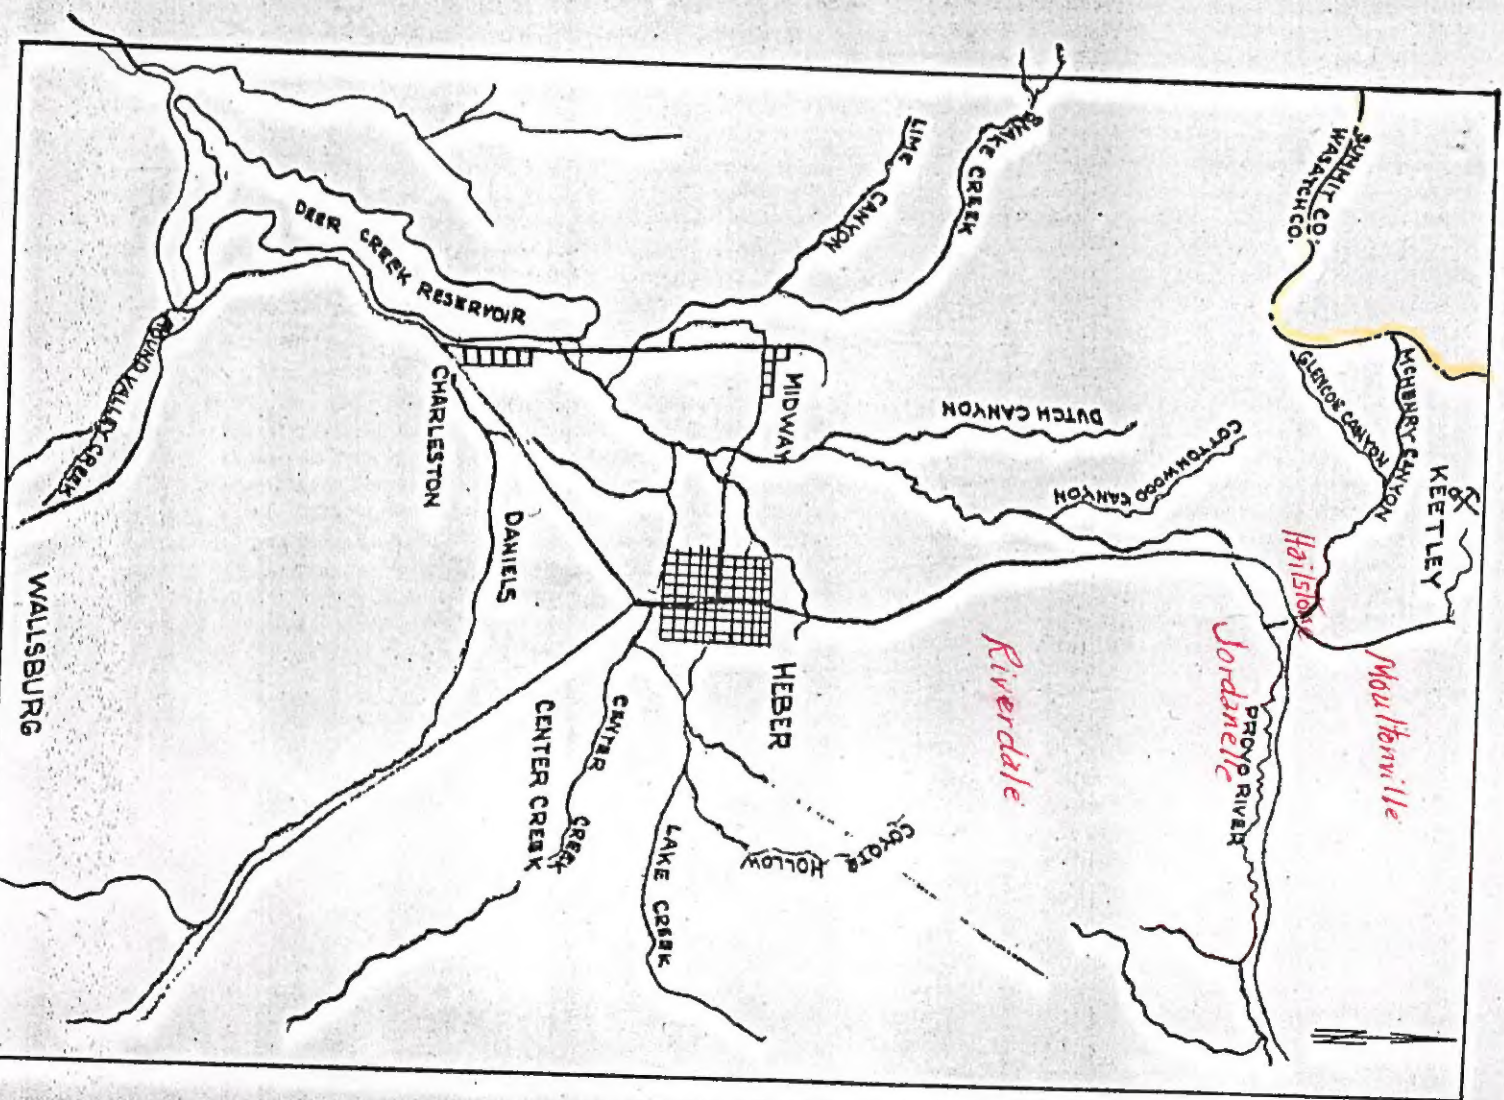 SUMMIT CO.
WASATCH CO.
McHENRY CANYON
GLENCOE CANYON
KEETLEY
Hailstone
Moultonville
Jordanelle
PROVO RIVER
Riverdale
SNAKE CREEK
LIME CANYON
DUTCH CANYON
COTTONWOOD CANYON
MIDWAY
HEBER
COYOTE HOLLOW
LAKE CREEK
CENTER CREEK
CENTER CREEK
DANIELS
CHARLESTON
DEER CREEK RESERVOIR
ROUND VALLEY CREEK
WALLSBURG
N